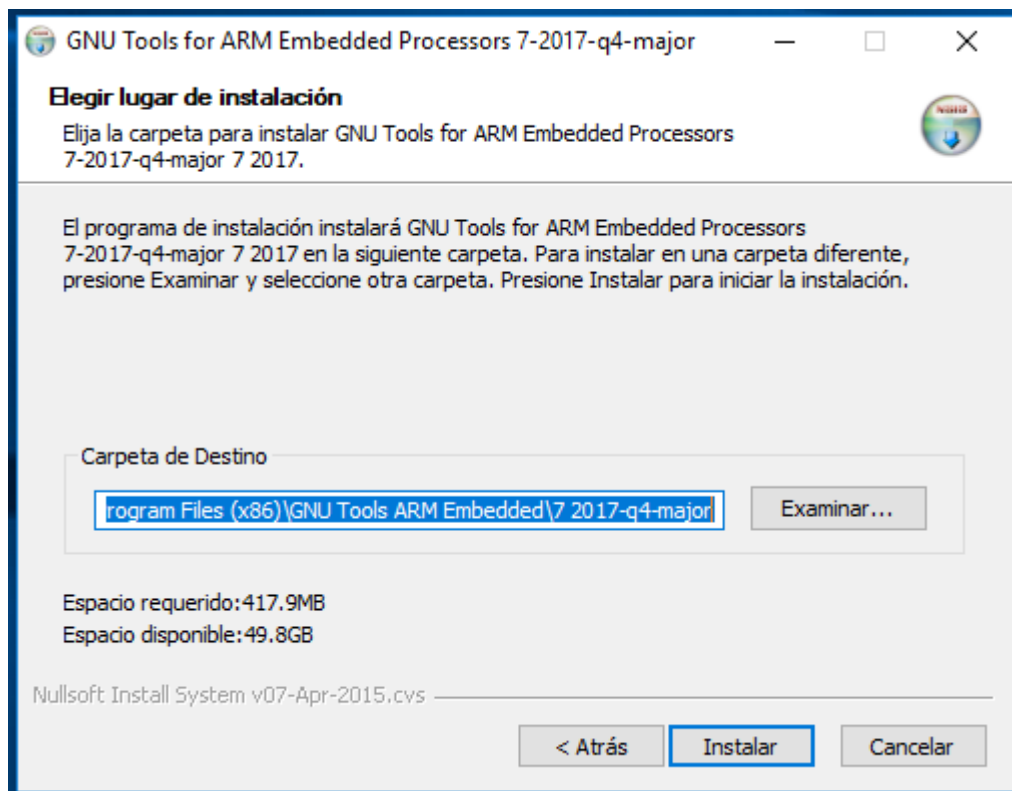 GNU Tools for ARM Embedded Processors 7-2017-q4-major
Elegir lugar de instalación
Elija la carpeta para instalar GNU Tools for ARM Embedded Processors
7-2017-q4-major 7 2017.
NSIS
El programa de instalación instalará GNU Tools for ARM Embedded Processors
7-2017-q4-major 7 2017 en la siguiente carpeta. Para instalar en una carpeta diferente,
presione Examinar y seleccione otra carpeta. Presione Instalar para iniciar la instalación.
Carpeta de Destino
rogram Files (x86)\GNU Tools ARM Embedded\7 2017-q4-major
Examinar...
Espacio requerido:417.9MB
Espacio disponible:49.8GB
Nullsoft Install System v07-Apr-2015.cvs
< Atrás
Instalar
Cancelar